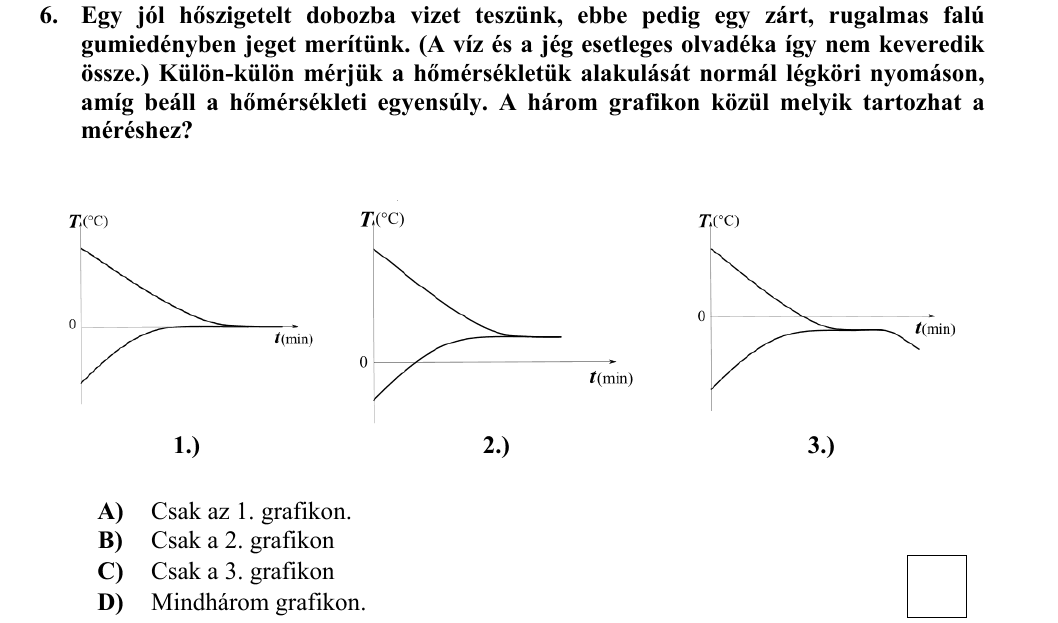 6. Egy jól hőszigetelt dobozba vizet teszünk, ebbe pedig egy zárt, rugalmas falú
gumiedényben jeget merítünk. (A víz és a jég esetleges olvadéka így nem keveredik
össze.) Külön-külön mérjük a hőmérsékletük alakulását normál légköri nyomáson,
amíg beáll a hőmérsékleti egyensúly. A három grafikon közül melyik tartozhat a
méréshez?
T(°C) T(°C) T(°C)
0 t(min) 0 t(min) 0 t(min)
1.) 2.) 3.)
A) Csak az 1. grafikon.
B) Csak a 2. grafikon
C) Csak a 3. grafikon
D) Mindhárom grafikon.